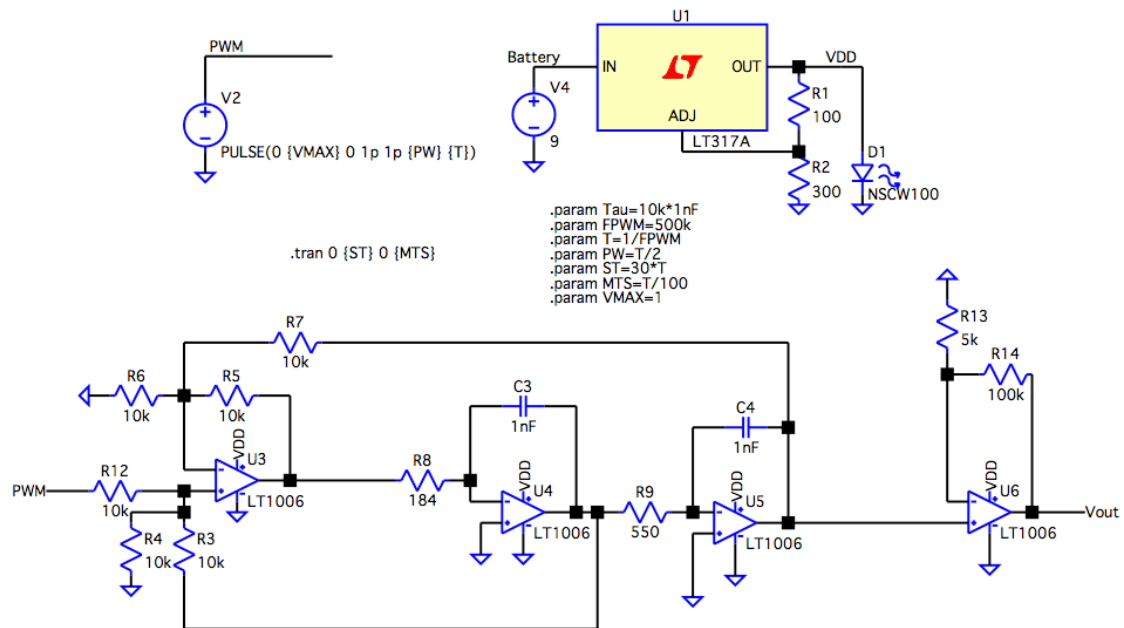 PWM
V2
PULSE(0 {VMAX} 0 1p 1p {PW} {T})
Battery
V4
9
U1
IN
OUT
ADJ
LT317A
VDD
R1
100
R2
300
D1
NSCW100
.tran 0 {ST} 0 {MTS}
.param Tau=10k*1nF
.param FPWM=500k
.param T=1/FPWM
.param PW=T/2
.param ST=30*T
.param MTS=T/100
.param VMAX=1
R7
10k
R6
10k
R5
10k
PWM
R12
10k
R4
10k
R3
10k
VDD
U3
LT1006
R8
184
C3
1nF
VDD
U4
LT1006
R9
550
C4
1nF
VDD
U5
LT1006
R13
5k
R14
100k
VDD
U6
LT1006
Vout